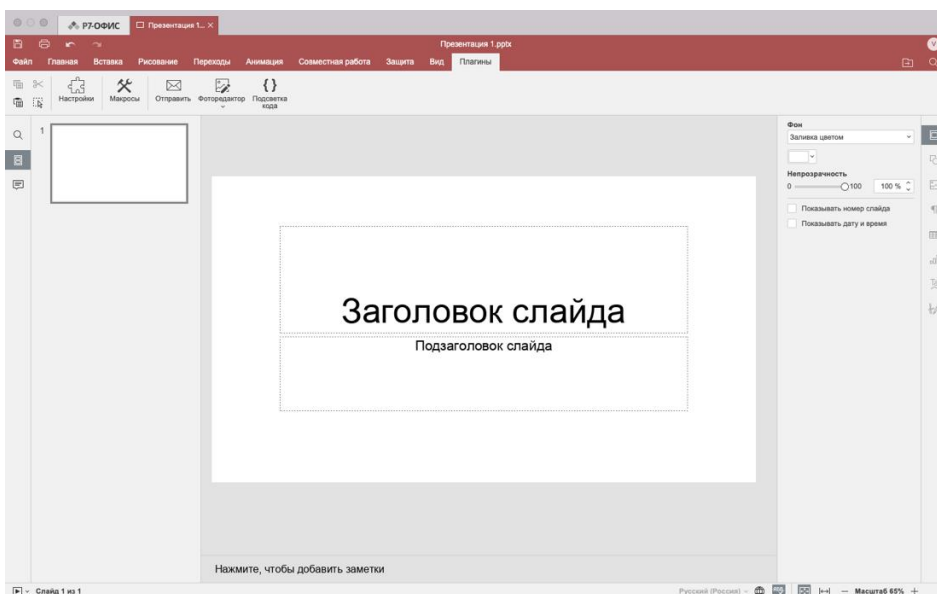 Р7-ОФИС
Презентация 1... ×
Презентация 1.pptx
Файл Главная Вставка Рисование Переходы Анимация Совместная работа Защита Вид Плагины
Настройки Макросы Отправить Фоторедактор Подсветка кода
1
Фон
Заливка цветом
Непрозрачность
0 100 100 %
Показывать номер слайда
Показывать дату и время
Заголовок слайда
Подзаголовок слайда
Нажмите, чтобы добавить заметки
Слайд 1 из 1 Русский (Россия) Масштаб 65%